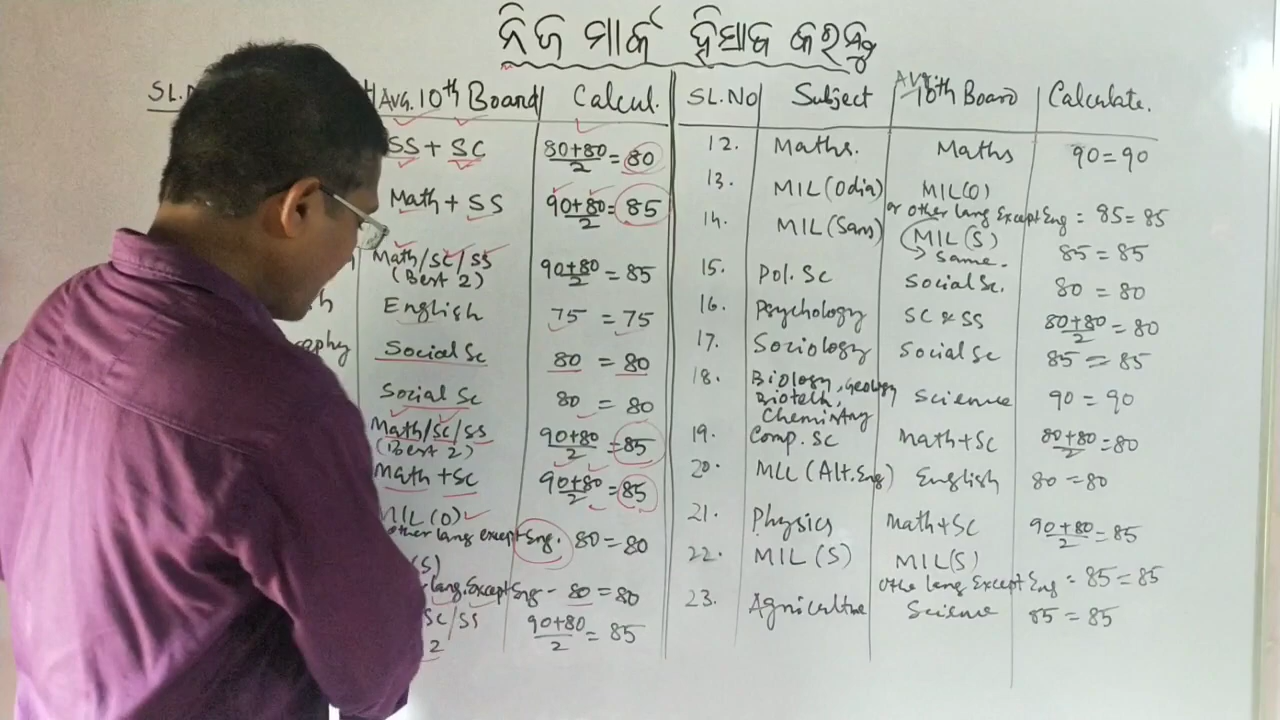 ନିଜ ମାର୍କ ହିସାବ କରନ୍ତୁ
SL.N AVG. 10th Board Calcul.
SS + SC 80+80/2 = 80
Math + SS 90+80/2 = 85
Math/SC/SS 90+80/2 = 85
(Best 2)
English 75 = 75
Social Sc 80 = 80
Social Sc 80 = 80
Math/SC/SS 90+80/2 = 85
(Best 2)
Math + SC 90+80/2 = 85
MIL (O)
other lang except Eng. 80 = 80
(S)
lang. Except Eng - 80 = 80
SC/SS 90+80/2 = 85
2
SL.NO Subject AVG. 10th Board Calculate.
12. Maths. Maths 90 = 90
13. MIL (Odia) MIL(O)
or other lang Except Eng = 85 = 85
14. MIL (Sans) MIL (S) 85 = 85
> Same.
15. Pol. Sc Social Sc. 80 = 80
16. Psychology SC & SS 80+80/2 = 80
17. Sociology Social Sc 85 = 85
18. Biology, Geology
Biotech, Science 90 = 90
Chemistry
19. Comp. Sc Math + Sc 80+80/2 = 80
20. MLL (Alt. Eng) English 80 = 80
21. Physics Math + Sc 90+80/2 = 85
22. MIL (S) MIL (S)
Othe lang Except Eng = 85 = 85
23. Agriculture Science 85 = 85